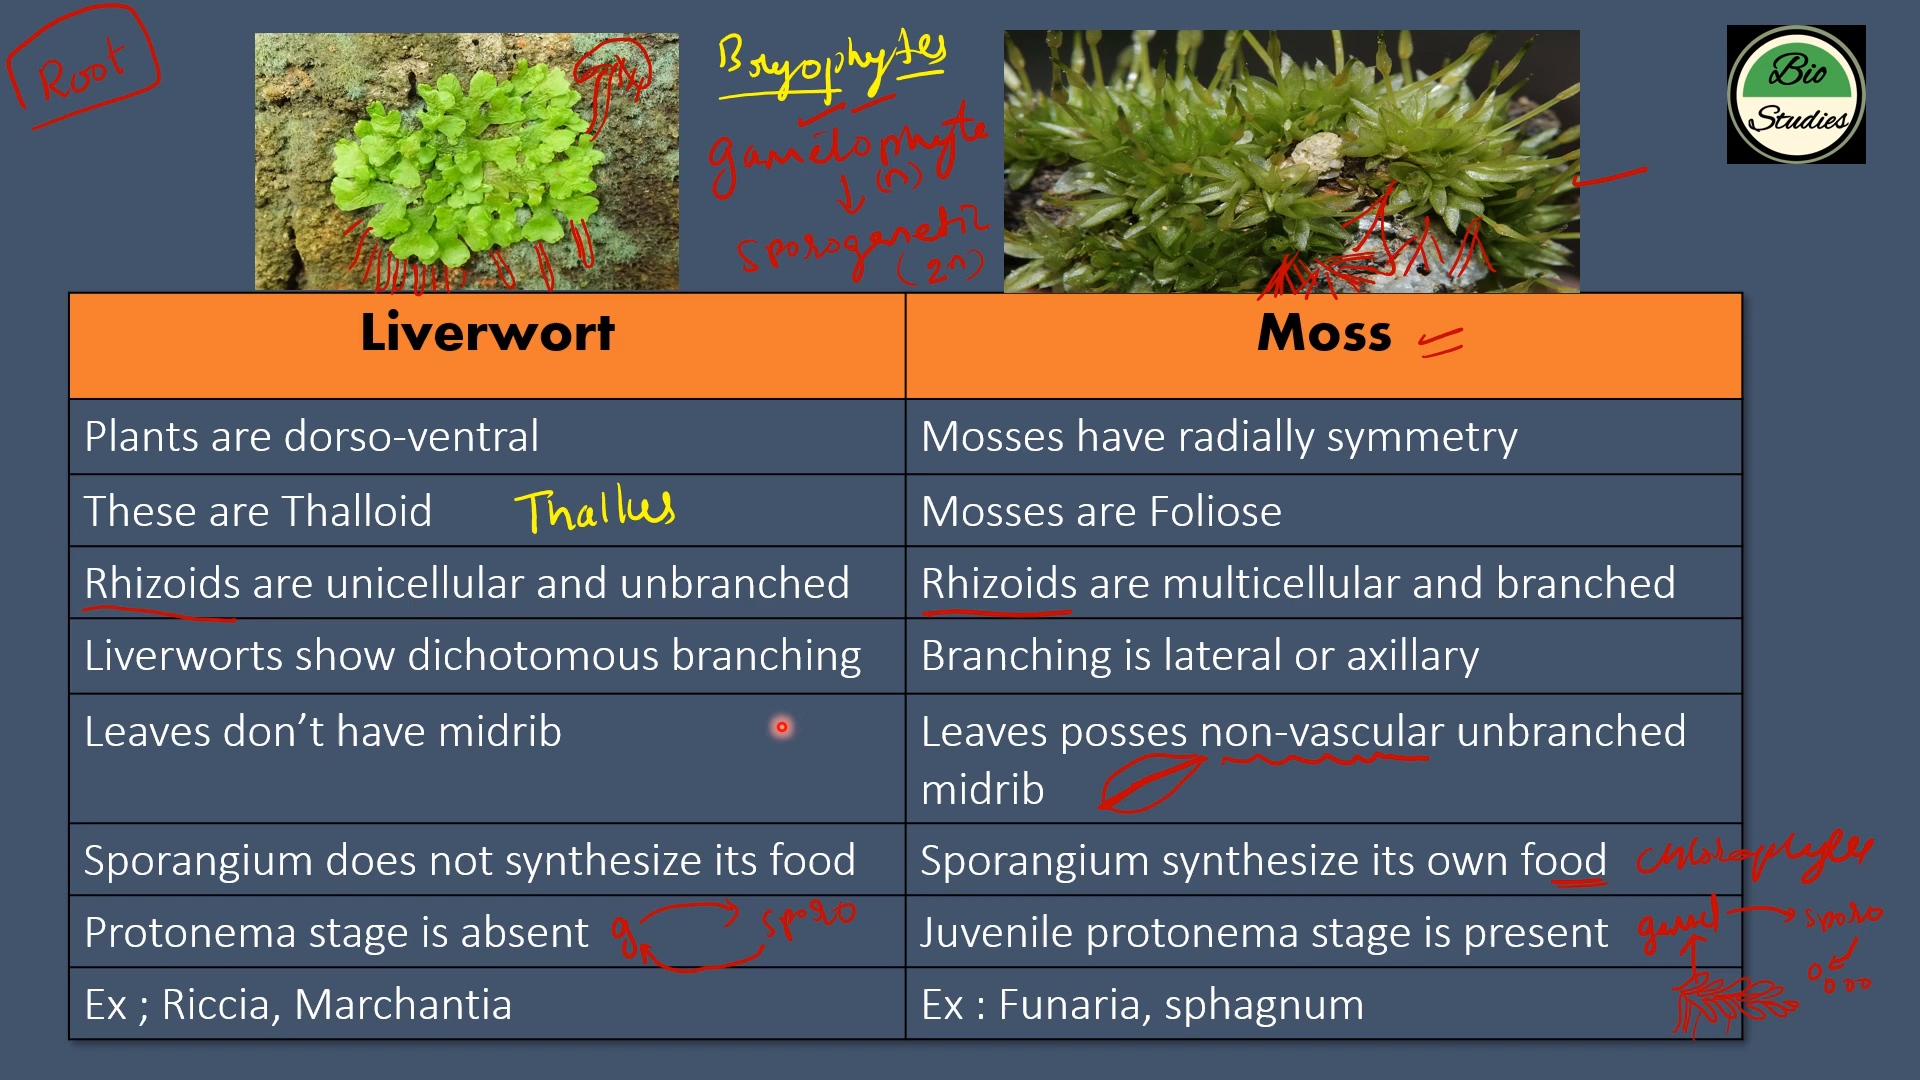 Root
Bryophytes
gametophyte
(n)
sporogenetic
(2n)
Bio
Studies
Liverwort
Moss
Plants are dorso-ventral
Mosses have radially symmetry
These are Thalloid Thallus
Mosses are Foliose
Rhizoids are unicellular and unbranched
Rhizoids are multicellular and branched
Liverworts show dichotomous branching
Branching is lateral or axillary
Leaves don’t have midrib
Leaves posses non-vascular unbranched
midrib
Sporangium does not synthesize its food
Sporangium synthesize its own food
Protonema stage is absent g sporo
Juvenile protonema stage is present sporo
Ex ; Riccia, Marchantia
Ex : Funaria, sphagnum